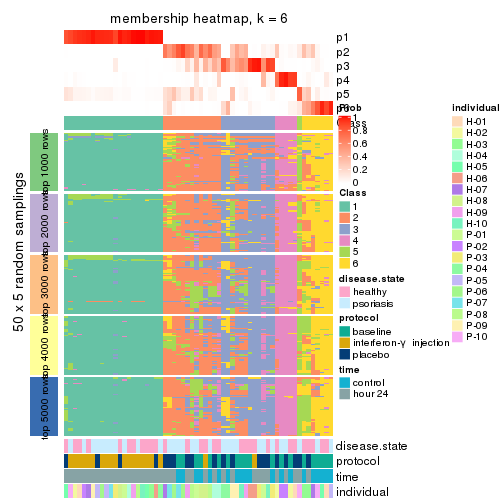 membership heatmap, k = 6
p1
p2
p3
p4
p5
Prob
1
0.8
0.6
0.4
0.2
0
Class
1
2
3
4
5
6
disease.state
healthy
psoriasis
protocol
baseline
interferon-γ injection
placebo
time
control
hour 24
individual
H-01
H-02
H-03
H-04
H-05
H-06
H-07
H-08
H-09
H-10
P-01
P-02
P-03
P-04
P-05
P-06
P-07
P-08
P-09
P-10
50 x 5 random samplings
top 1000 rows
top 2000 rows
top 3000 rows
top 4000 rows
top 5000 rows
disease.state
protocol
time
individual